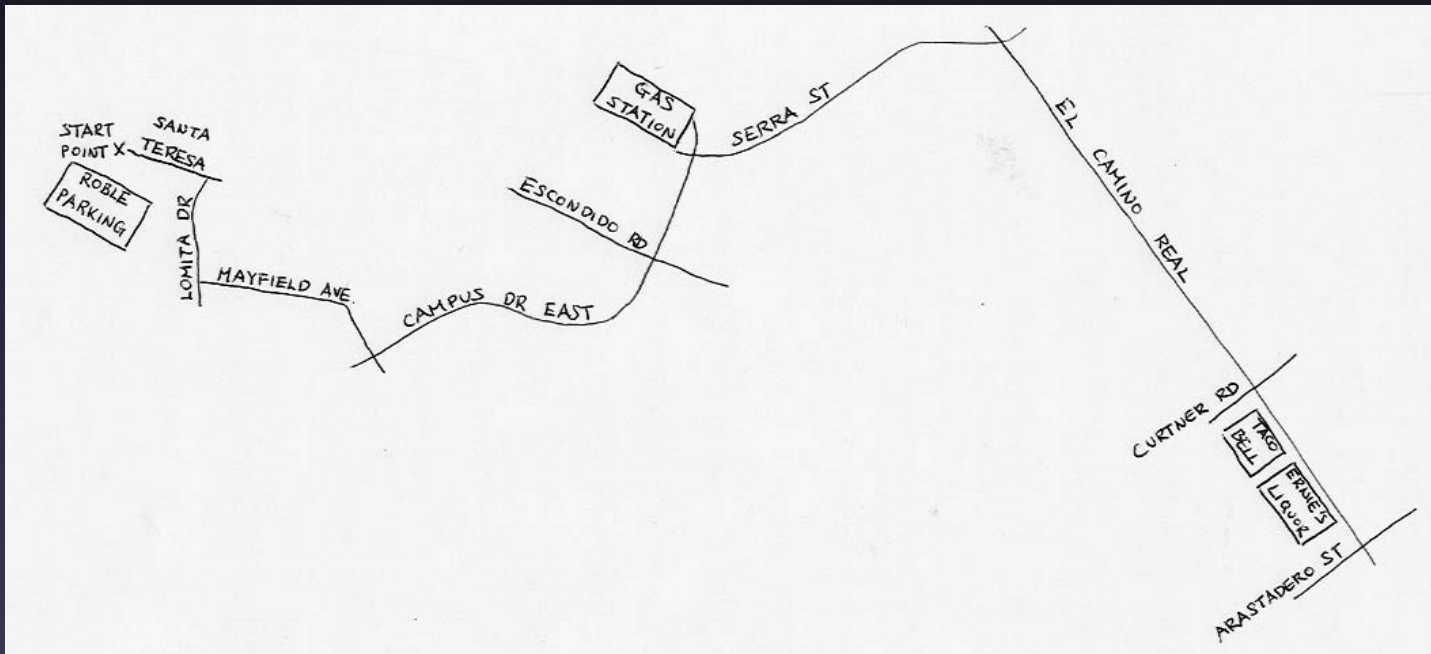 START
POINT X
SANTA
TERESA
ROBLE
PARKING
LOMITA DR
MAYFIELD AVE.
CAMPUS DR EAST
ESCONDIDO RD
GAS
STATION
SERRA ST
EL CAMINO REAL
CURTNER RD
TACO
BELL
ERNIE'S
LIQUOR
ARASTADERO ST